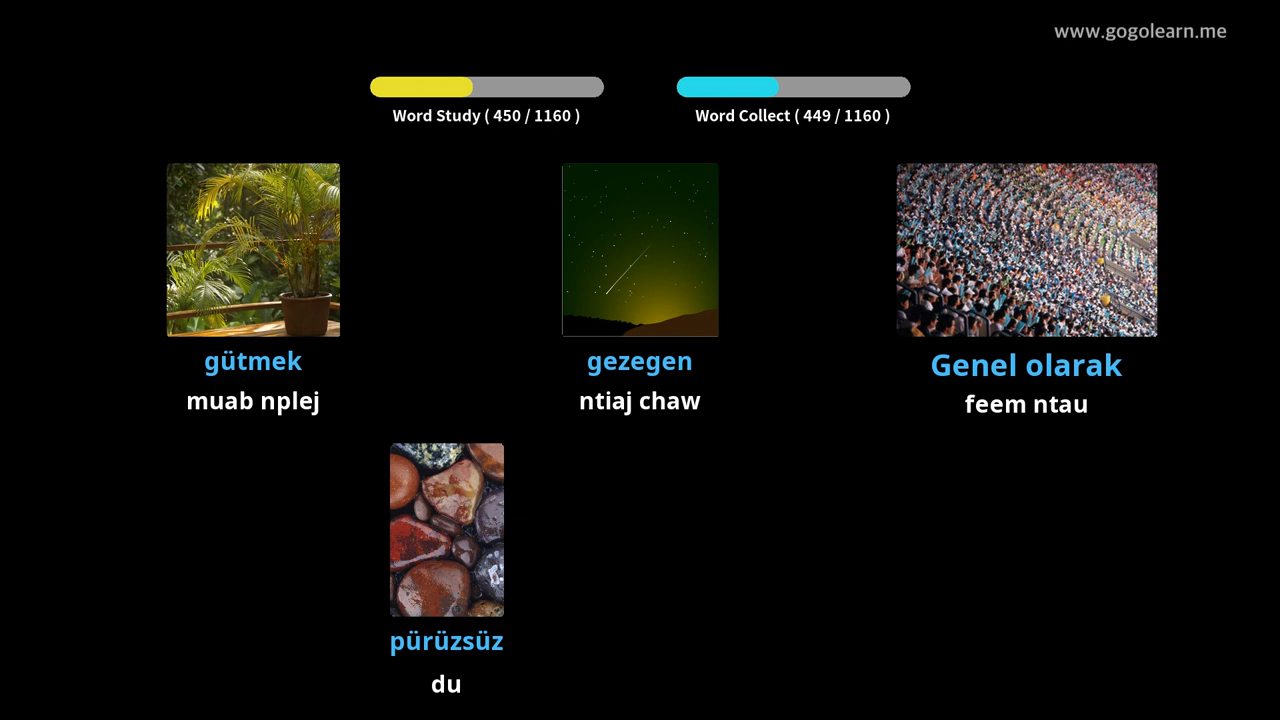 www.gogolearn.me
Word Study ( 450 / 1160 )
Word Collect ( 449 / 1160 )
gütmek
muab nplej
gezegen
ntiaj chaw
Genel olarak
feem ntau
pürüzsüz
du